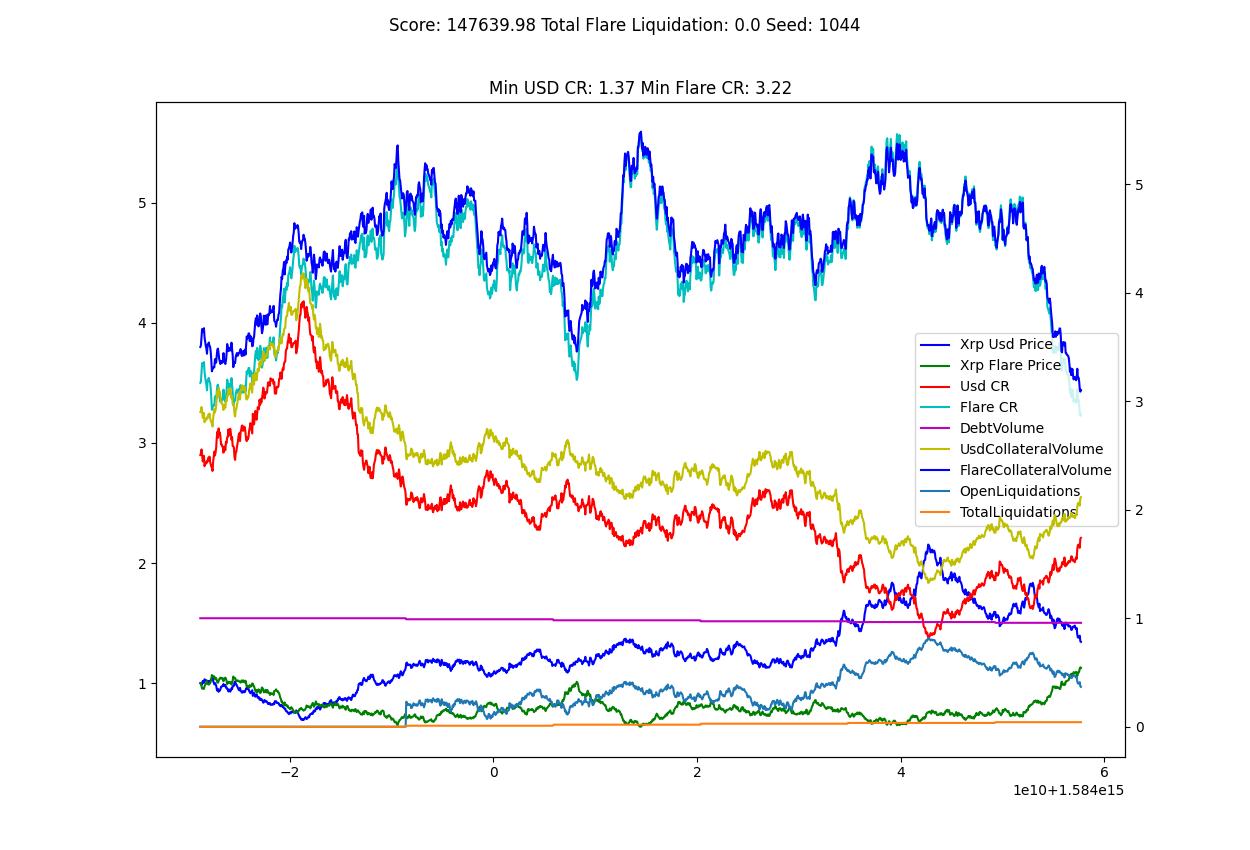 Score: 147639.98 Total Flare Liquidation: 0.0 Seed: 1044
Min USD CR: 1.37 Min Flare CR: 3.22
5
4
3
2
1
5
4
3
2
1
0
Xrp Usd Price
Xrp Flare Price
Usd CR
Flare CR
DebtVolume
UsdCollateralVolume
FlareCollateralVolume
OpenLiquidations
TotalLiquidations
−2 0 2 4 6
1e10+1.584e15